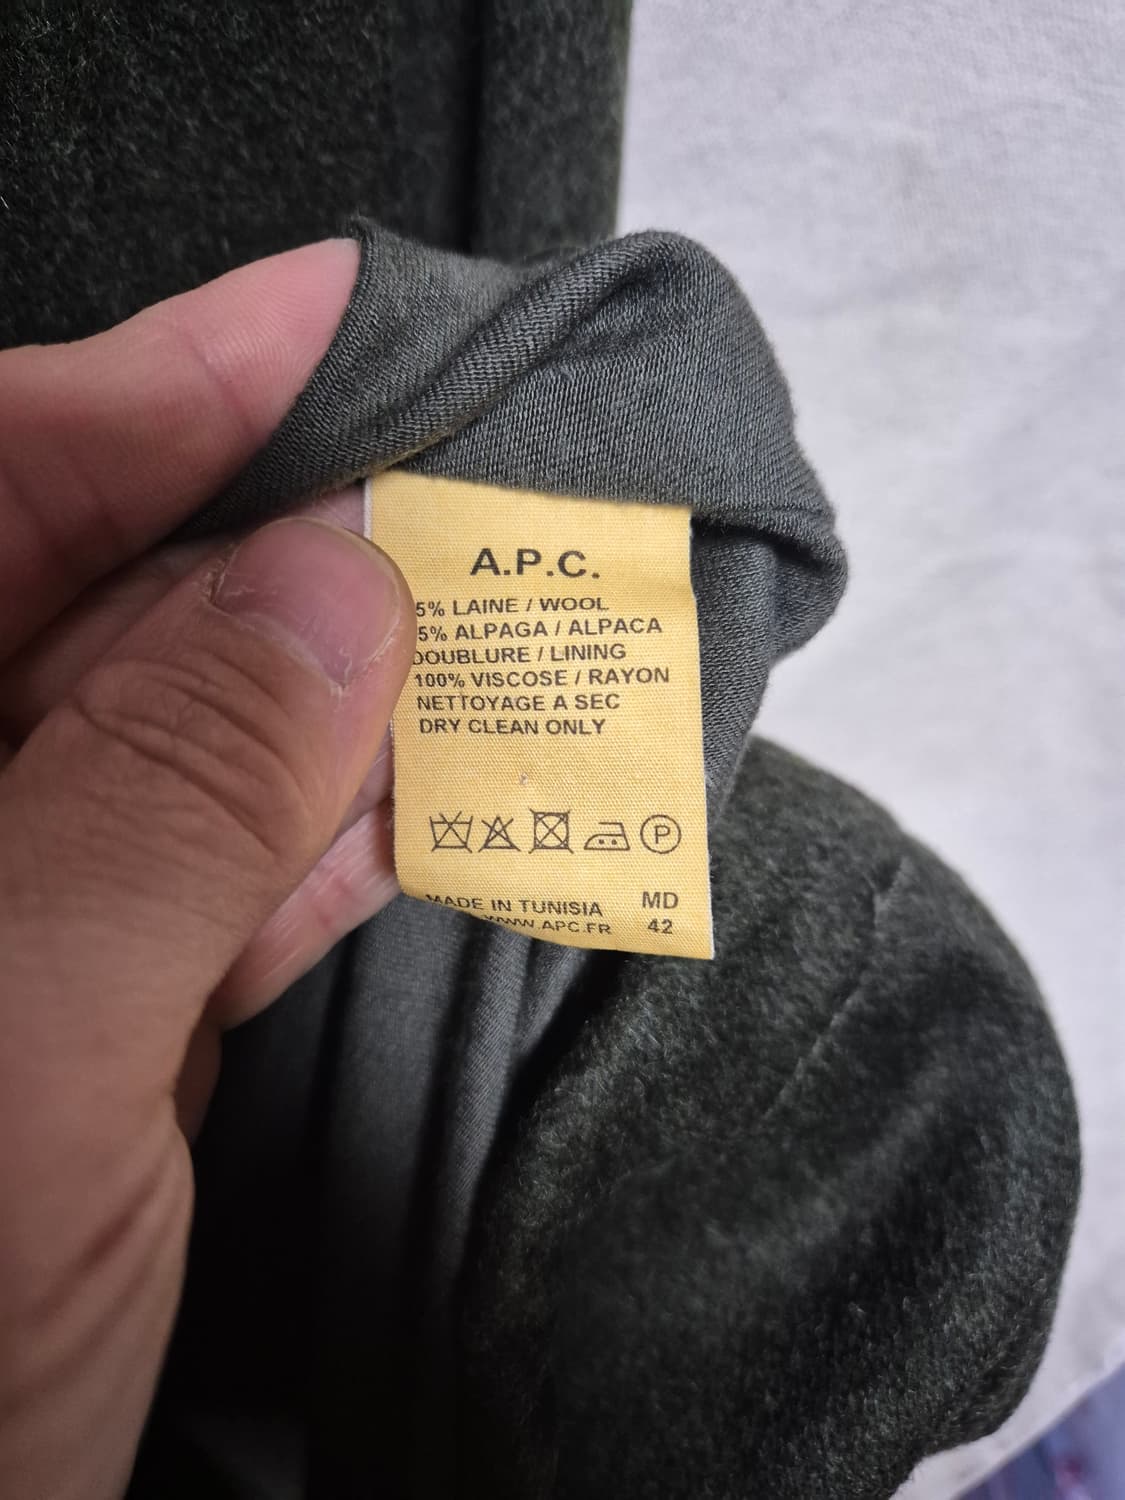 A.P.C.
5% LAINE / WOOL
5% ALPAGA / ALPACA
DOUBLURE / LINING
100% VISCOSE / RAYON
NETTOYAGE A SEC
DRY CLEAN ONLY
P
MADE IN TUNISIA MD
WWW.APC.FR 42